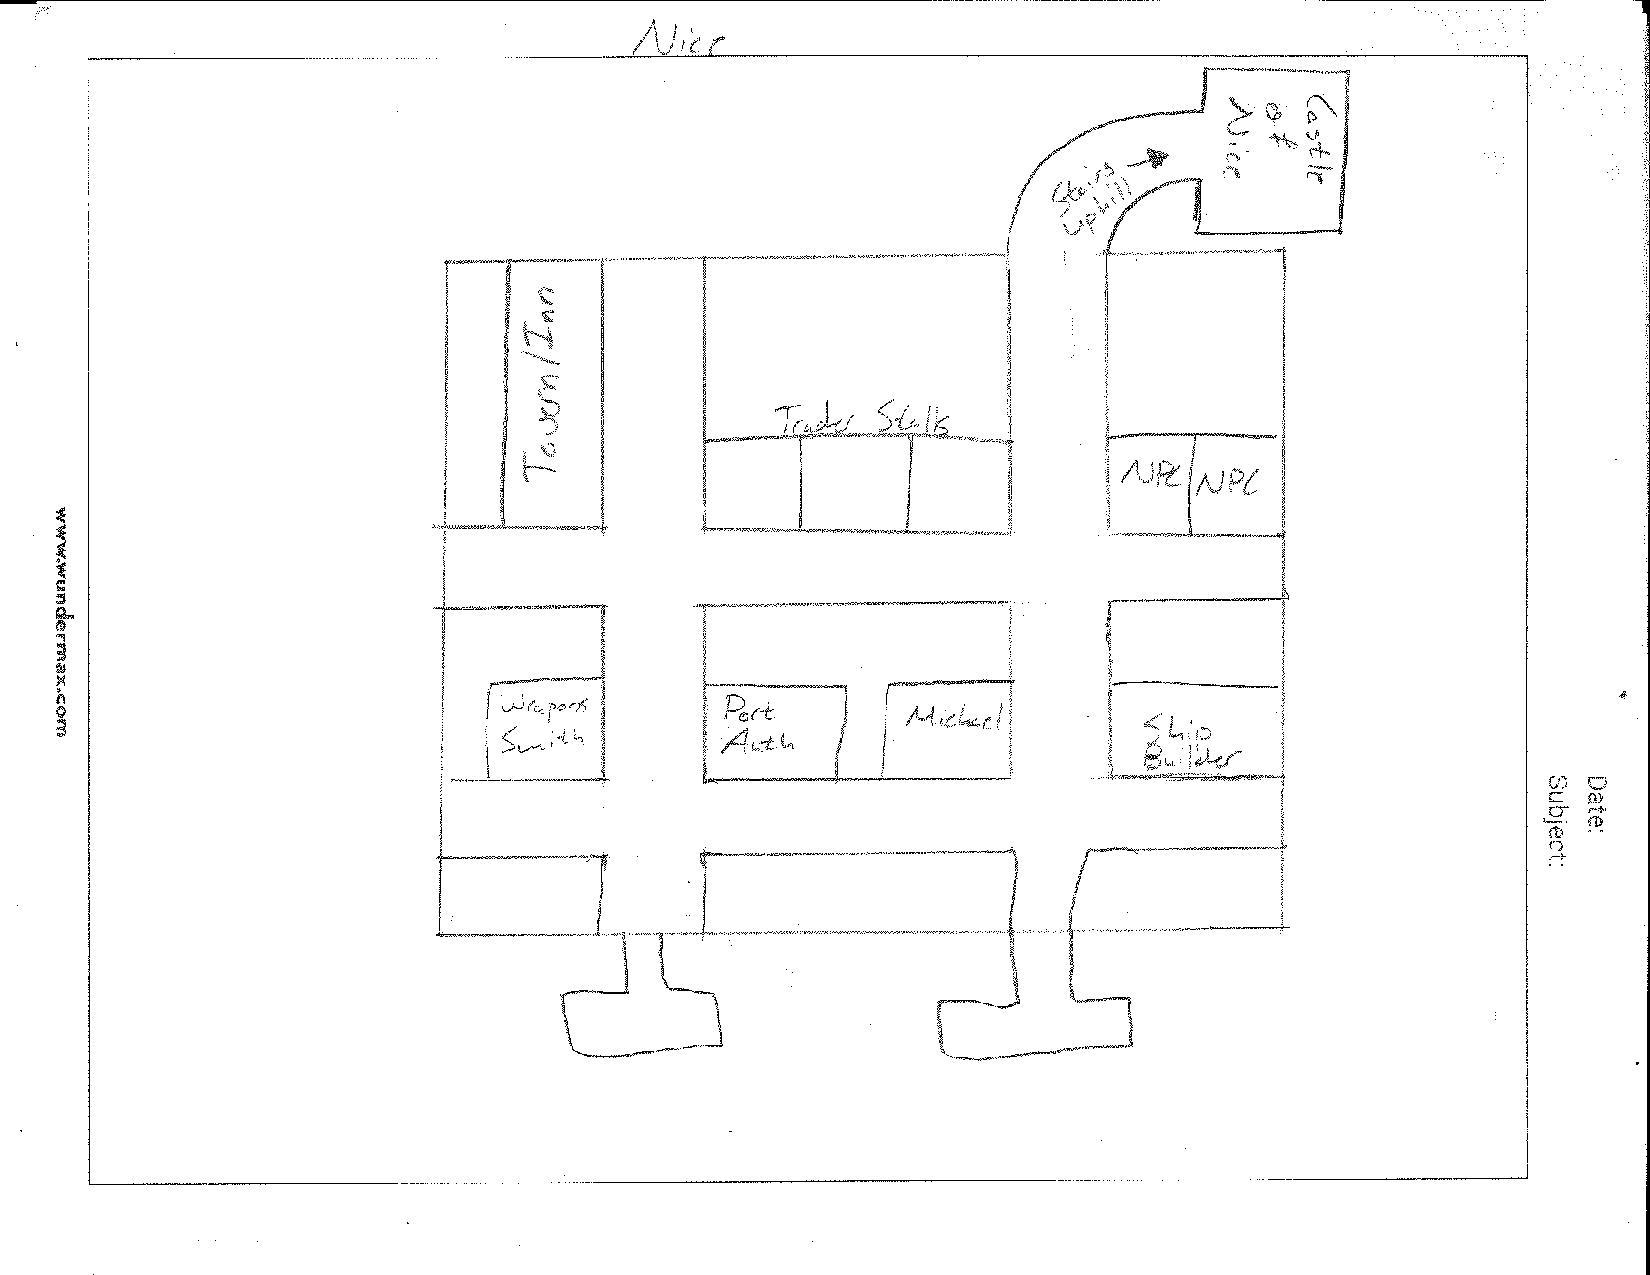 Nice
Castle
of
Nice
Stairs
uphill
Tavern/Inn
Trader Stalls
NPC
NPC
Weapons
Smith
Port
Auth
Michael
Ship
Builder
www.wundermax.com
Date:
Subject: